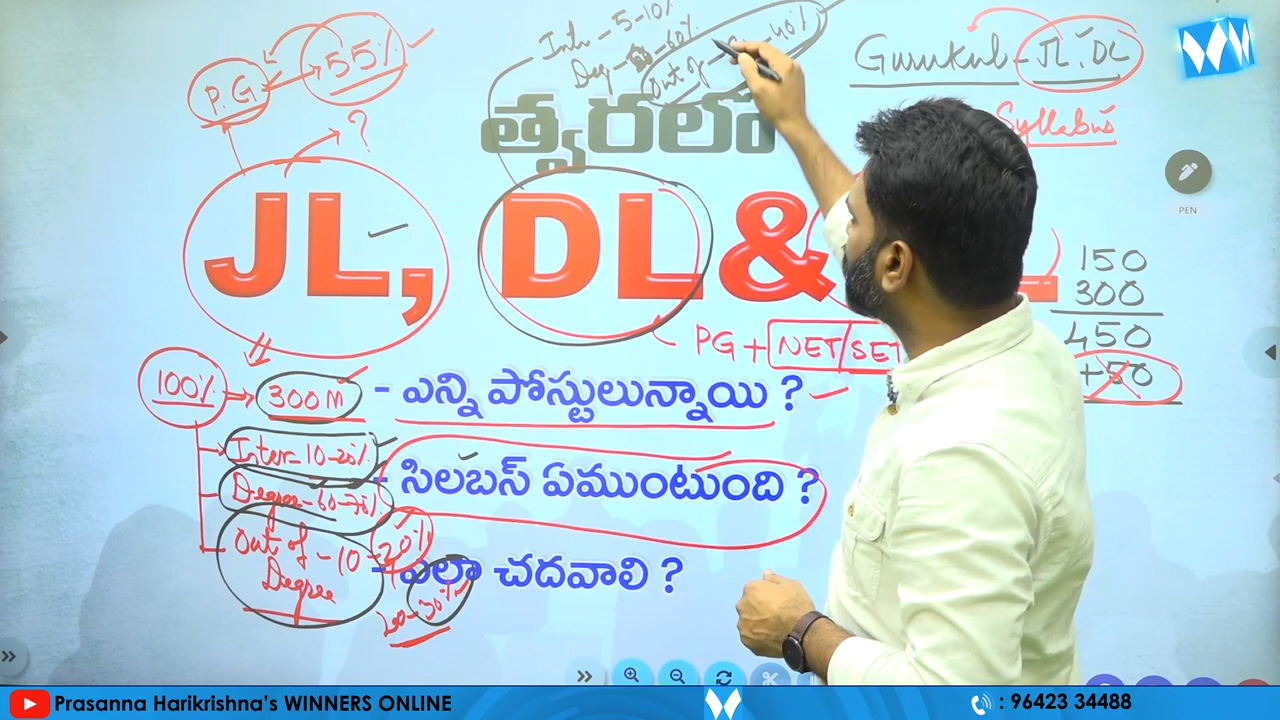 P.G
55%
Inter - 5-10%
Deg - 60%
Out of - 40%
Gurukul - JL, DL
Syllabus
త్వరలో
?
PEN
JL, DL &
150
300
450
+50
PG + NET/SET
100%
300M
- ఎన్ని పోస్టులున్నాయి ?
Inter - 10-20%
Degree - 60-70%
- సిలబస్ ఏముంటుంది ?
Out of - 10-20%
Degree
20-30%
- ఎలా చదవాలి ?
Prasanna Harikrishna's WINNERS ONLINE
: 96423 34488